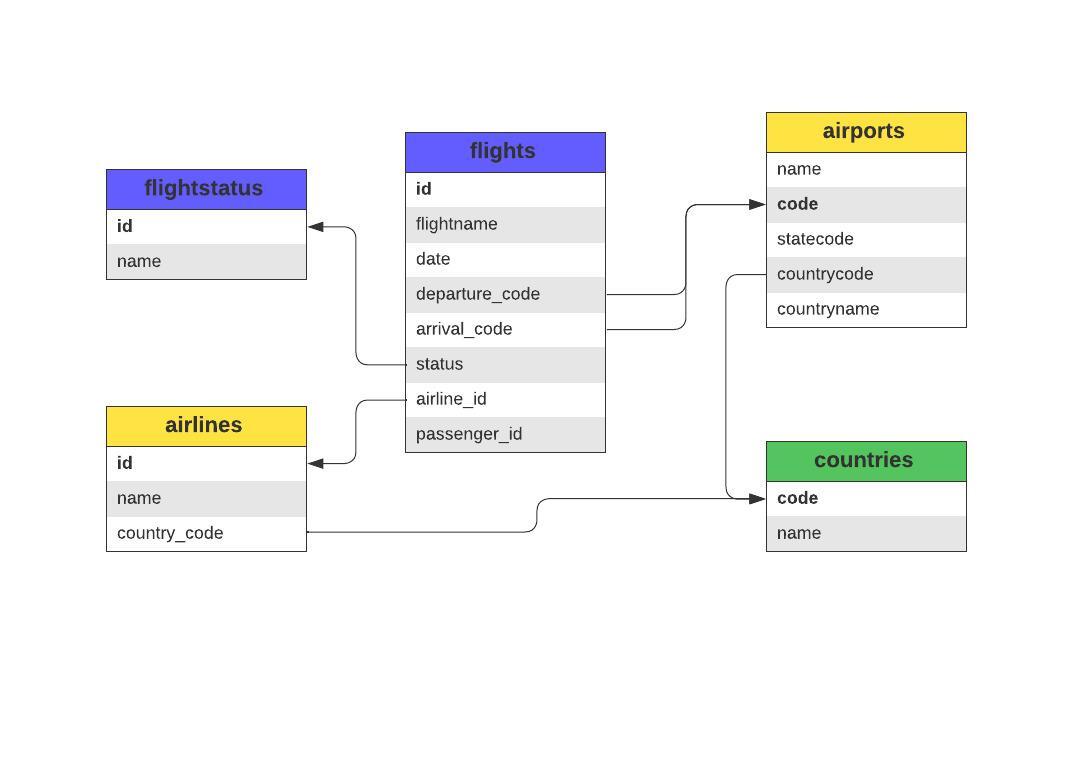 flightstatus
id
name
airlines
id
name
country_code
flights
id
flightname
date
departure_code
arrival_code
status
airline_id
passenger_id
airports
name
code
statecode
countrycode
countryname
countries
code
name